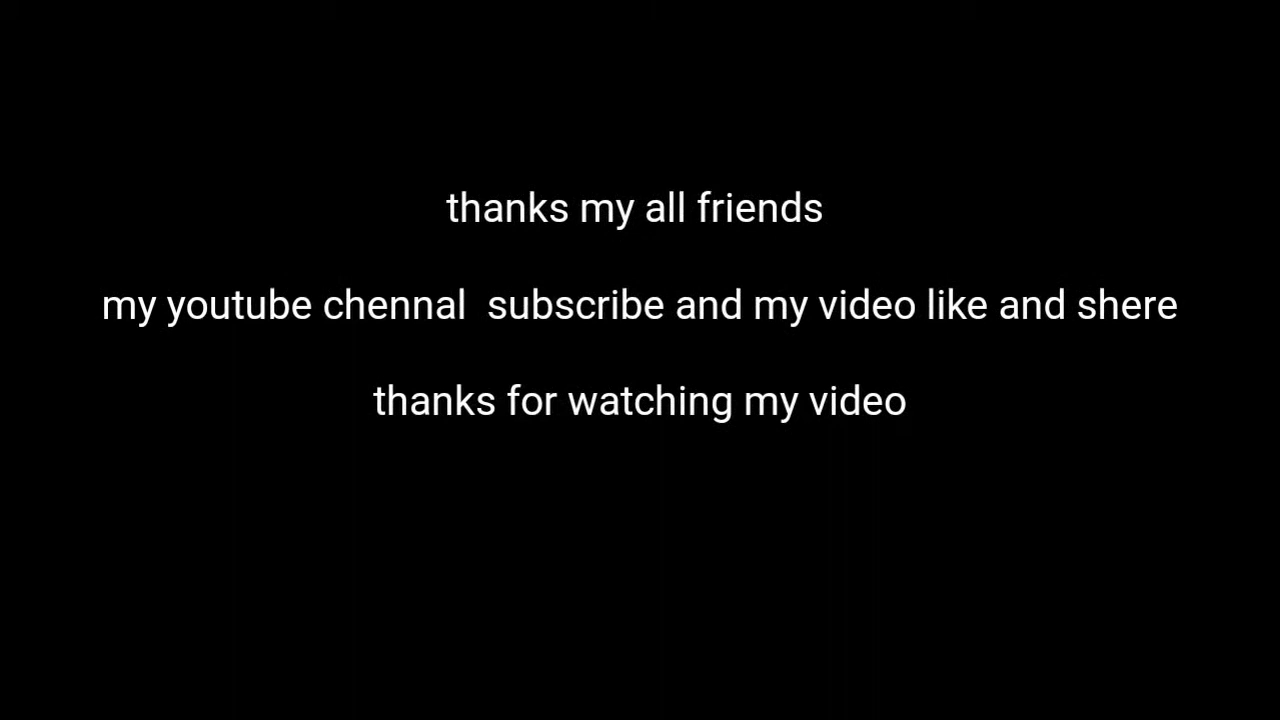 thanks my all friends
my youtube chennal  subscribe and my video like and shere
thanks for watching my video